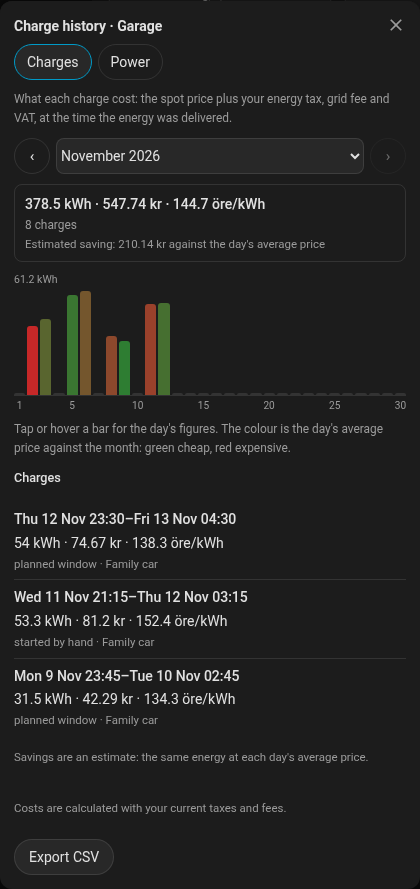 Charge history · Garage
Charges
Power
What each charge cost: the spot price plus your energy tax, grid fee and
VAT, at the time the energy was delivered.
‹
November 2026
›
378.5 kWh · 547.74 kr · 144.7 öre/kWh
8 charges
Estimated saving: 210.14 kr against the day's average price
61.2 kWh
1 5 10 15 20 25 30
Tap or hover a bar for the day's figures. The colour is the day's average
price against the month: green cheap, red expensive.
Charges
Thu 12 Nov 23:30–Fri 13 Nov 04:30
54 kWh · 74.67 kr · 138.3 öre/kWh
planned window · Family car
Wed 11 Nov 21:15–Thu 12 Nov 03:15
53.3 kWh · 81.2 kr · 152.4 öre/kWh
started by hand · Family car
Mon 9 Nov 23:45–Tue 10 Nov 02:45
31.5 kWh · 42.29 kr · 134.3 öre/kWh
planned window · Family car
Savings are an estimate: the same energy at each day's average price.
Costs are calculated with your current taxes and fees.
Export CSV